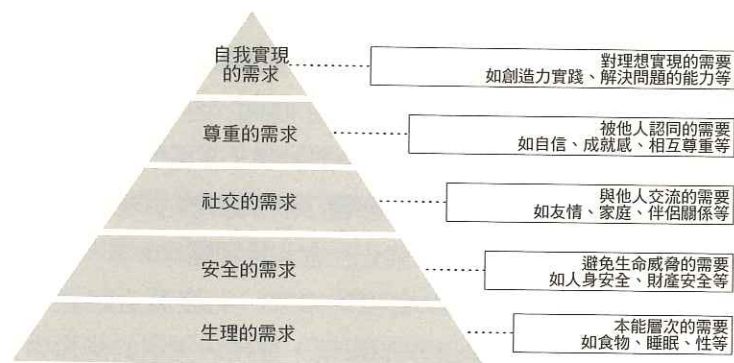 自我實現
的需求
對理想實現的需要
如創造力實踐、解決問題的能力等
尊重的需求
被他人認同的需要
如自信、成就感、相互尊重等
社交的需求
與他人交流的需要
如友情、家庭、伴侶關係等
安全的需求
避免生命威脅的需要
如人身安全、財產安全等
生理的需求
本能層次的需要
如食物、睡眠、性等